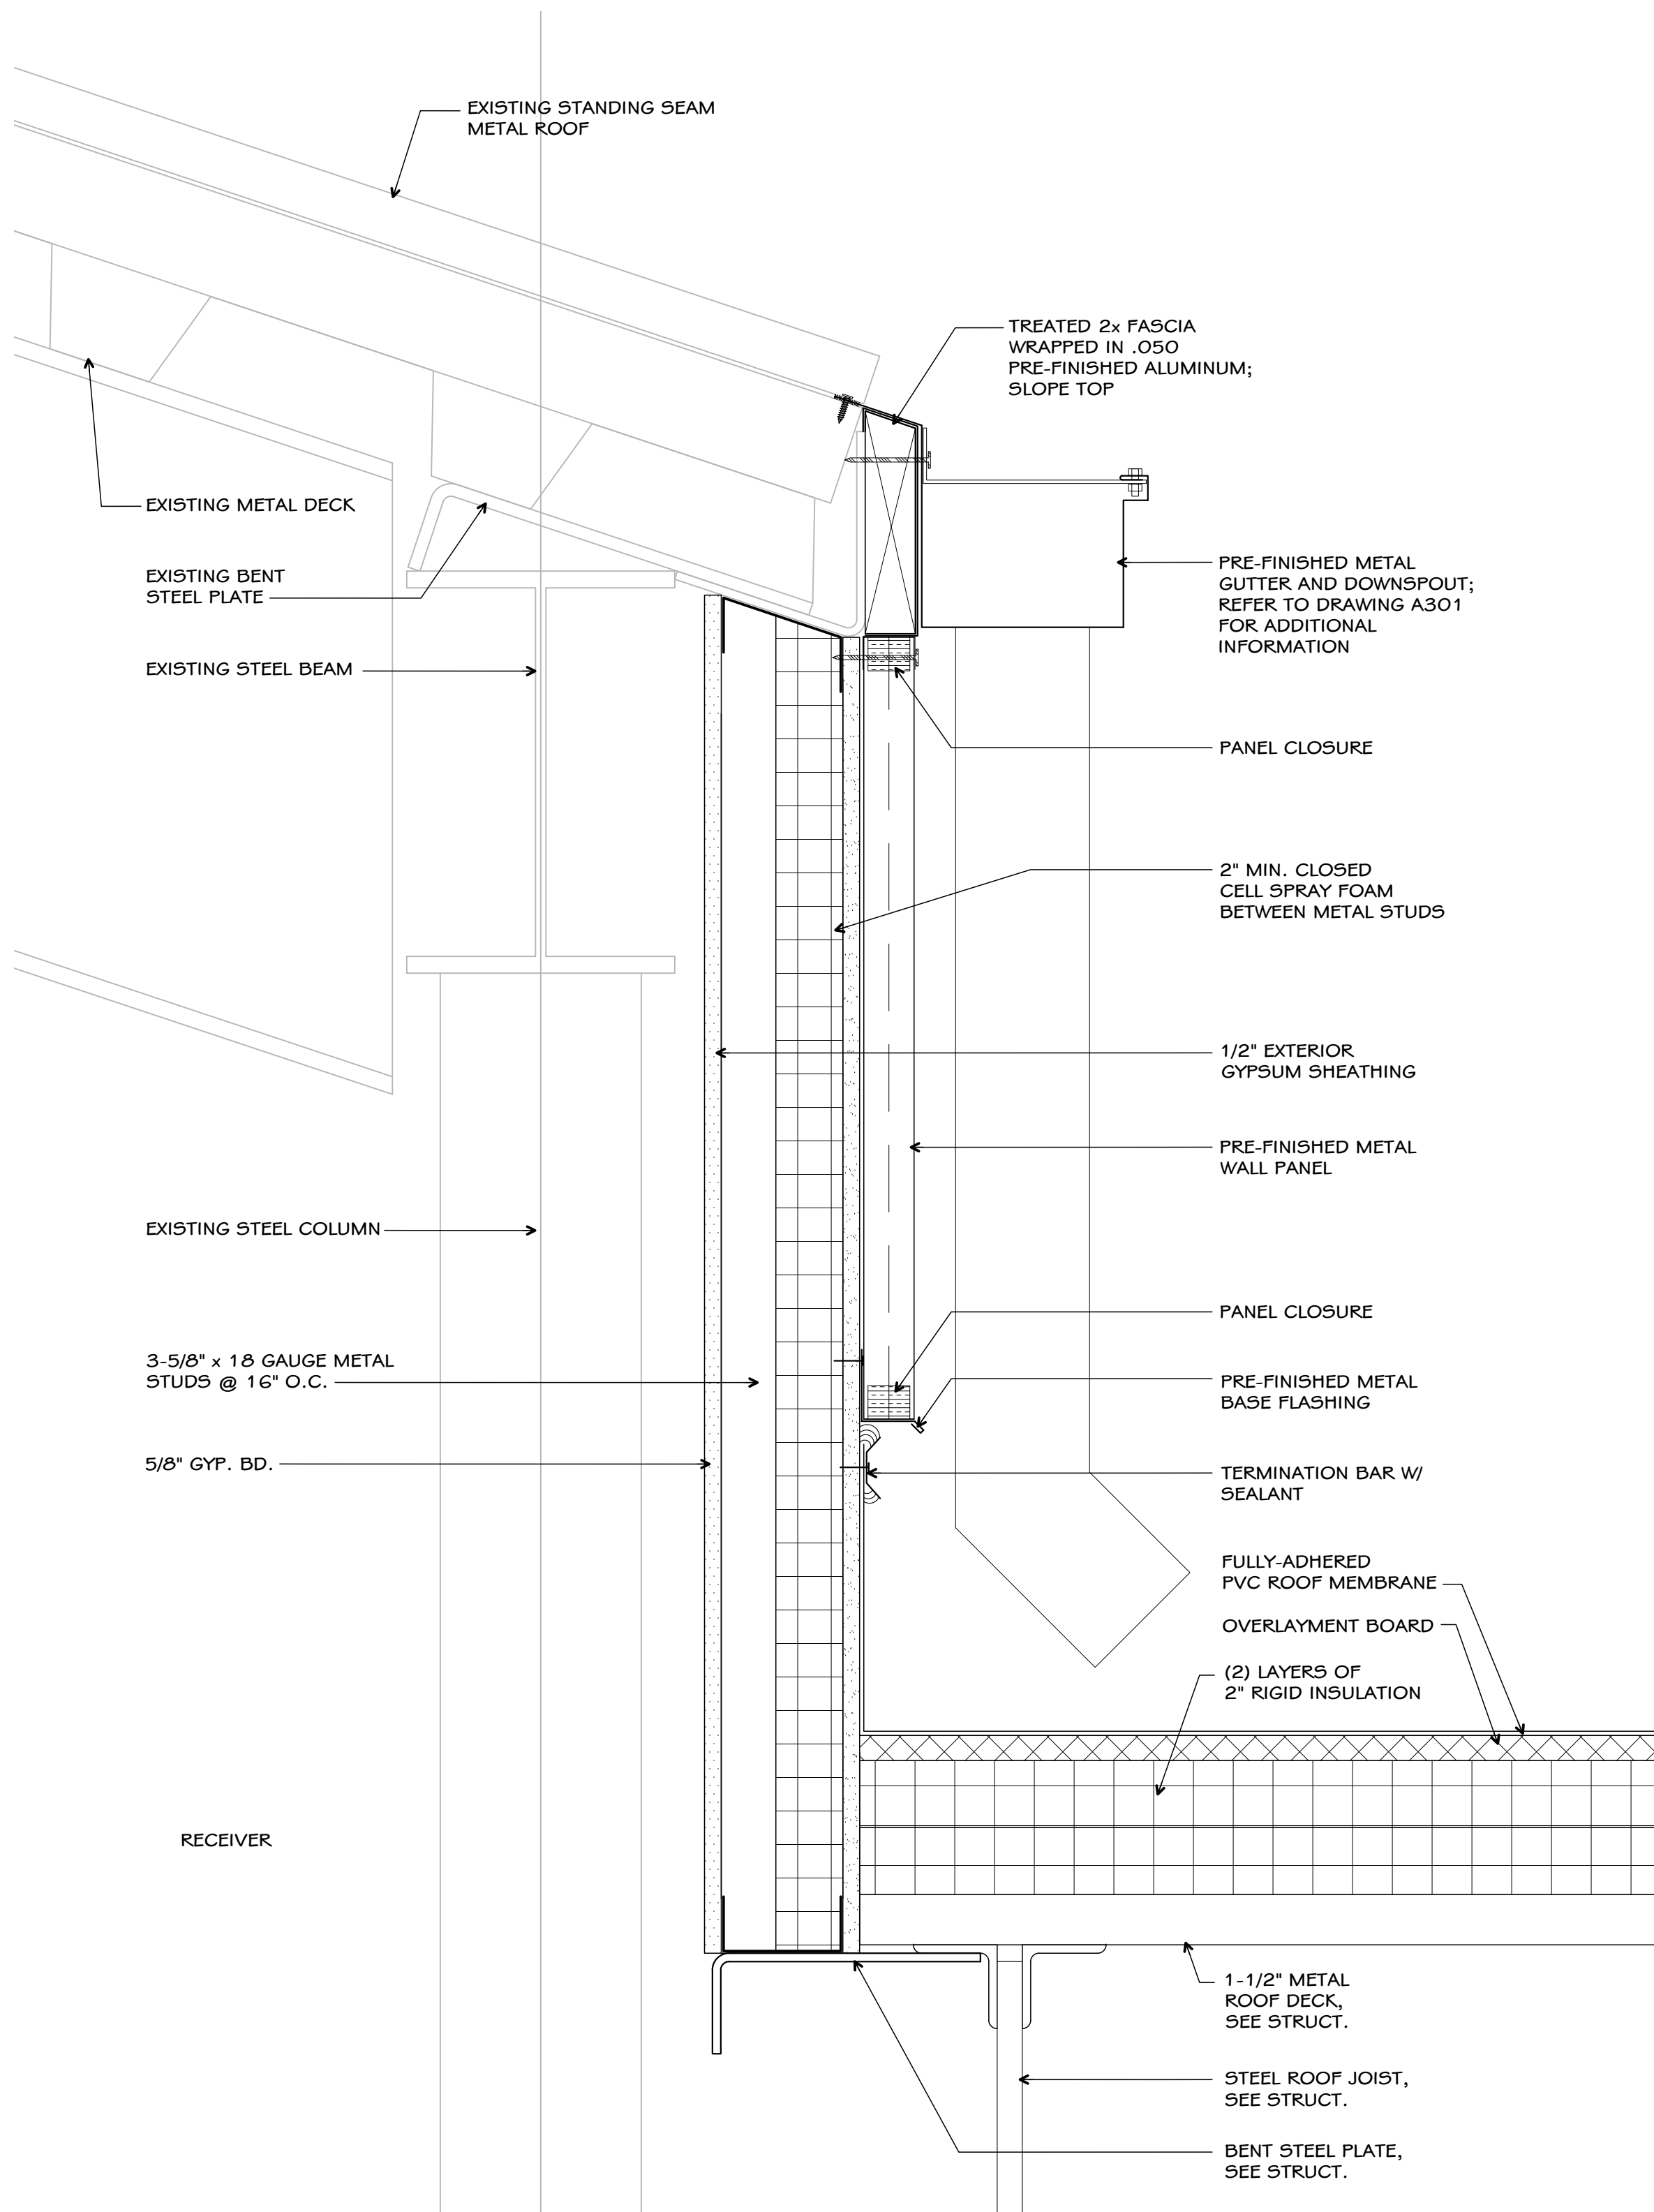 EXISTING STANDING SEAM
METAL ROOF
TREATED 2x FASCIA
WRAPPED IN .050
PRE-FINISHED ALUMINUM;
SLOPE TOP
EXISTING METAL DECK
EXISTING BENT
STEEL PLATE
EXISTING STEEL BEAM
PRE-FINISHED METAL
GUTTER AND DOWNSPOUT;
REFER TO DRAWING A301
FOR ADDITIONAL
INFORMATION
PANEL CLOSURE
2" MIN. CLOSED
CELL SPRAY FOAM
BETWEEN METAL STUDS
1/2" EXTERIOR
GYPSUM SHEATHING
PRE-FINISHED METAL
WALL PANEL
EXISTING STEEL COLUMN
PANEL CLOSURE
3-5/8" x 18 GAUGE METAL
STUDS @ 16" O.C.
PRE-FINISHED METAL
BASE FLASHING
5/8" GYP. BD.
TERMINATION BAR W/
SEALANT
FULLY-ADHERED
PVC ROOF MEMBRANE
OVERLAYMENT BOARD
(2) LAYERS OF
2" RIGID INSULATION
RECEIVER
1-1/2" METAL
ROOF DECK,
SEE STRUCT.
STEEL ROOF JOIST,
SEE STRUCT.
BENT STEEL PLATE,
SEE STRUCT.